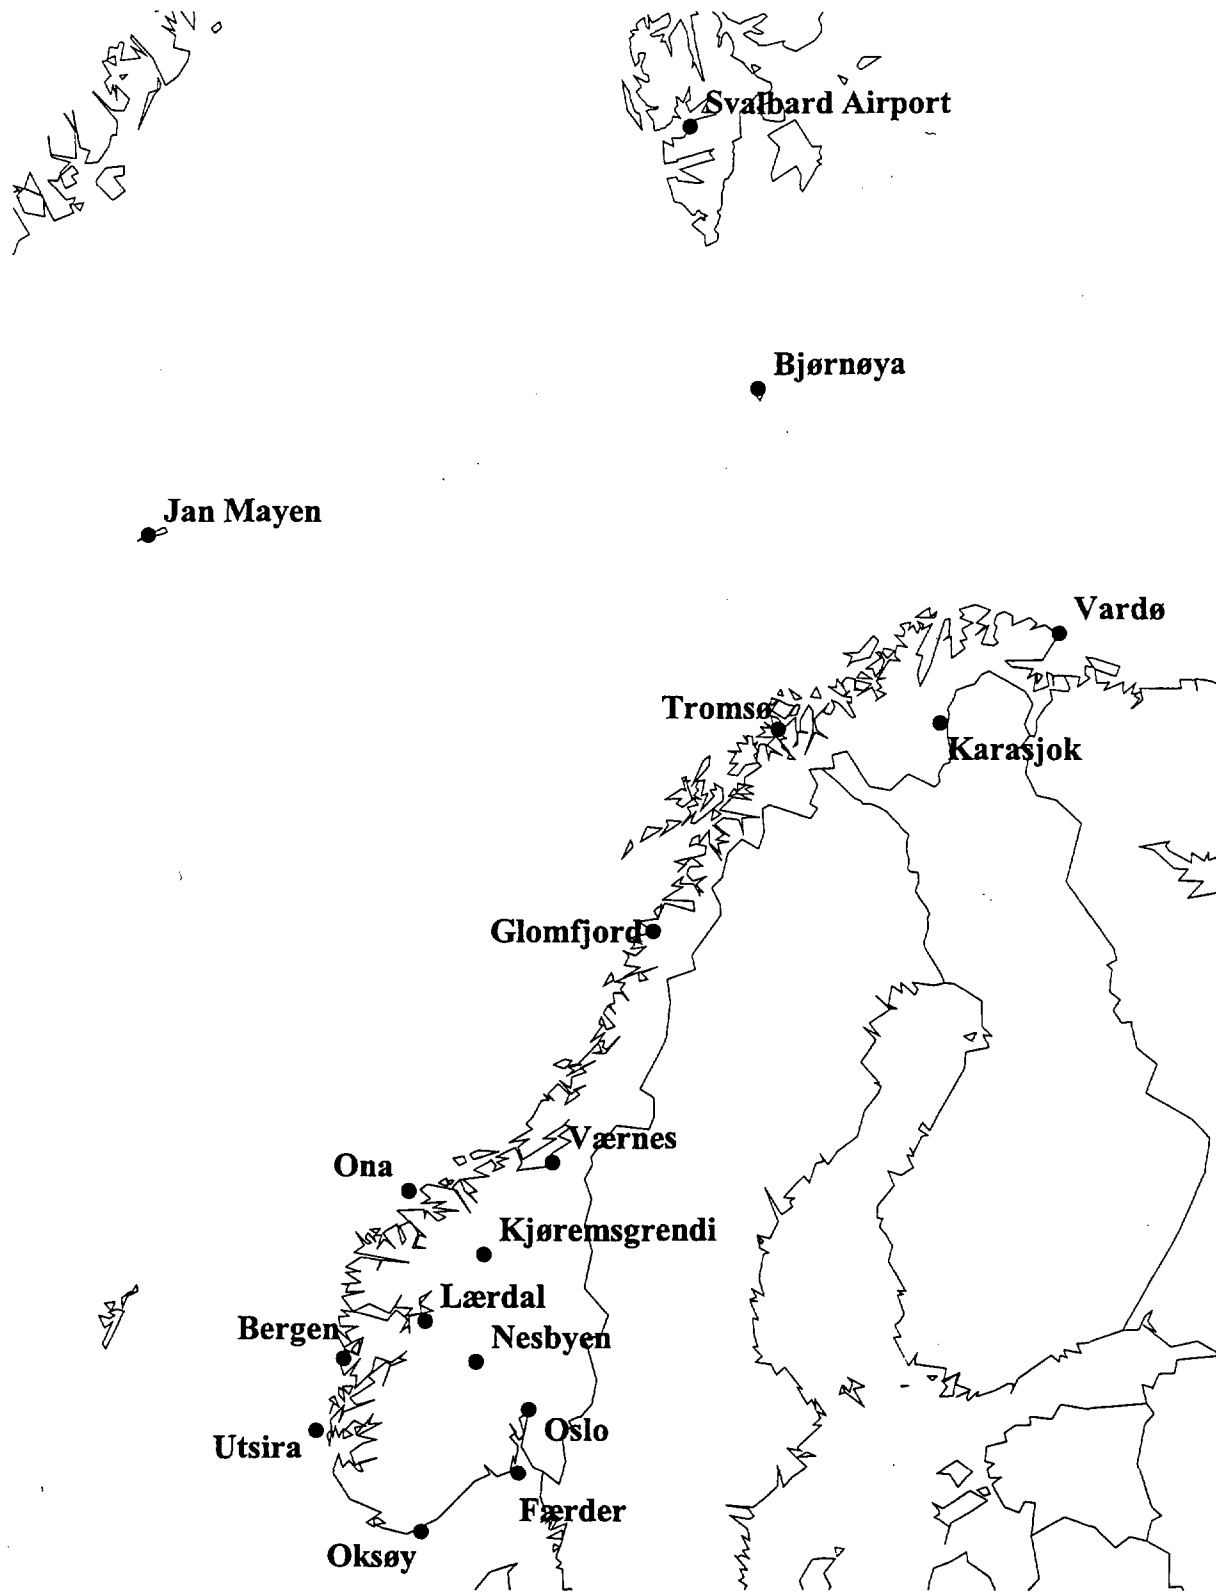 Svalbard Airport
Bjørnøya
Jan Mayen
Vardø
Tromsø
Karasjok
Glomfjord
Værnes
Ona
Kjøremsgrendi
Lærdal
Bergen
Nesbyen
Oslo
Utsira
Færder
Oksøy